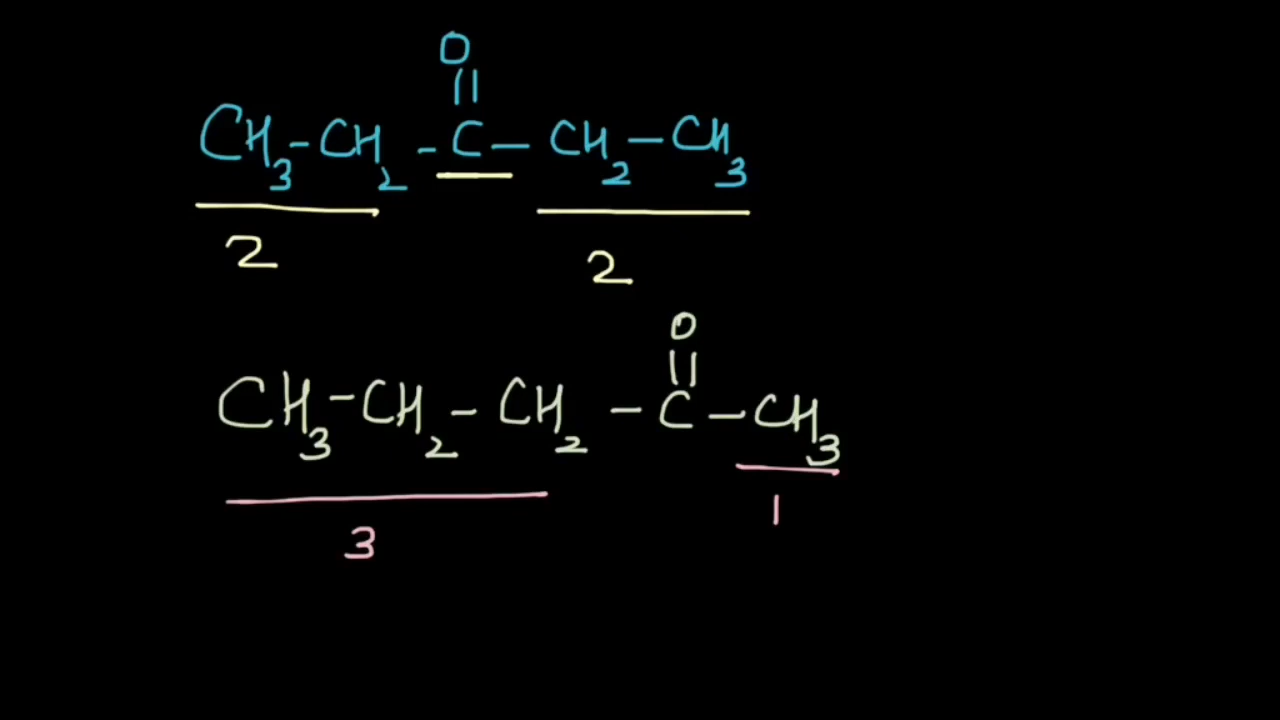 O
||
CH₃-CH₂-C-CH₂-CH₃
2 2
O
||
CH₃-CH₂-CH₂-C-CH₃
3 1